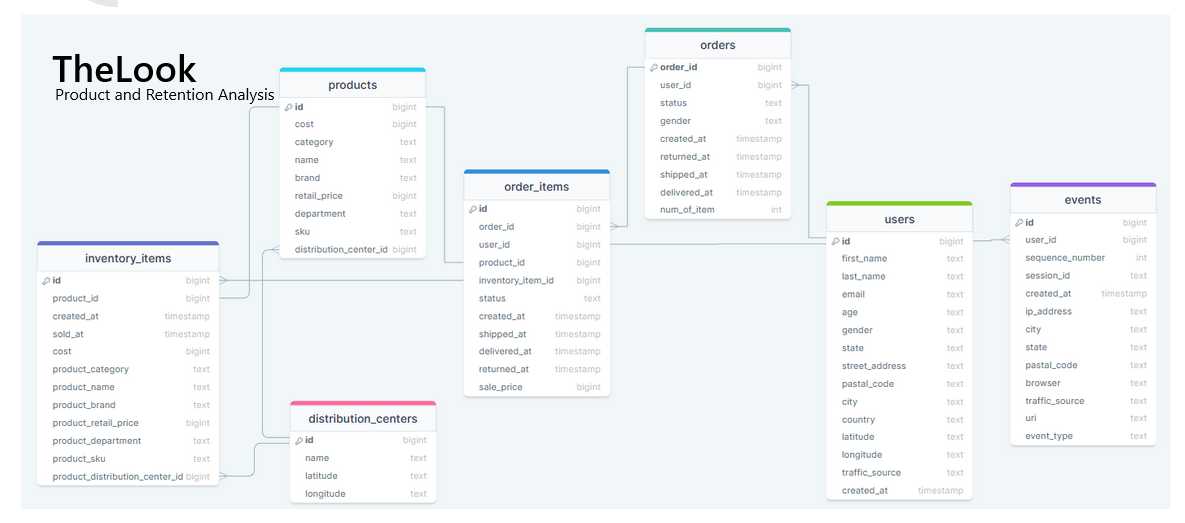 TheLook
Product and Retention Analysis
products
id bigint
cost bigint
category text
name text
brand text
retail_price bigint
department text
sku text
distribution_center_id bigint
inventory_items
id bigint
product_id bigint
created_at timestamp
sold_at timestamp
cost bigint
product_category text
product_name text
product_brand text
product_retail_price bigint
product_department text
product_sku text
product_distribution_center_id bigint
distribution_centers
id bigint
name text
latitude text
longitude text
order_items
id bigint
order_id bigint
user_id bigint
product_id bigint
inventory_item_id bigint
status text
created_at timestamp
shipped_at timestamp
delivered_at timestamp
returned_at timestamp
sale_price bigint
orders
order_id bigint
user_id bigint
status text
gender text
created_at timestamp
returned_at timestamp
shipped_at timestamp
delivered_at timestamp
num_of_item int
users
id bigint
first_name text
last_name text
email text
age text
gender text
state text
street_address text
pastal_code text
city text
country text
latitude text
longitude text
traffic_source text
created_at timestamp
events
id bigint
user_id bigint
sequence_number int
session_id text
created_at timestamp
ip_address text
city text
state text
pastal_code text
browser text
traffic_source text
uri text
event_type text